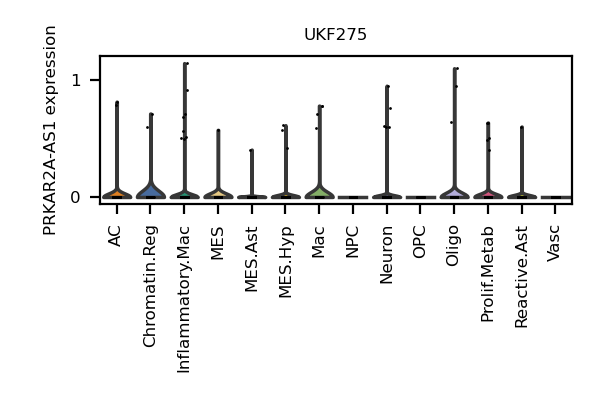 UKF275
PRKAR2A-AS1 expression
1
0
AC
Chromatin.Reg
Inflammatory.Mac
MES
MES.Ast
MES.Hyp
Mac
NPC
Neuron
OPC
Oligo
Prolif.Metab
Reactive.Ast
Vasc